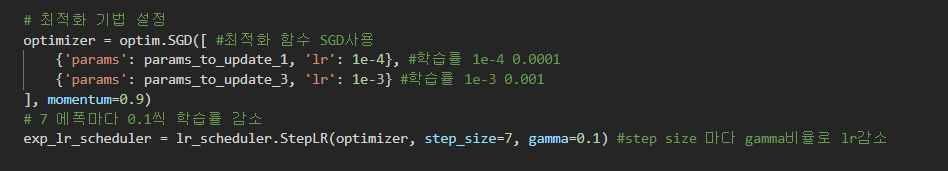 # 최적화 기법 설정
optimizer = optim.SGD([ #최적화 함수 SGD사용
    {'params': params_to_update_1, 'lr': 1e-4}, #학습률 1e-4 0.0001
    {'params': params_to_update_3, 'lr': 1e-3} #학습률 1e-3 0.001
], momentum=0.9)
# 7 에폭마다 0.1씩 학습률 감소
exp_lr_scheduler = lr_scheduler.StepLR(optimizer, step_size=7, gamma=0.1) #step size 마다 gamma비율로 lr감소